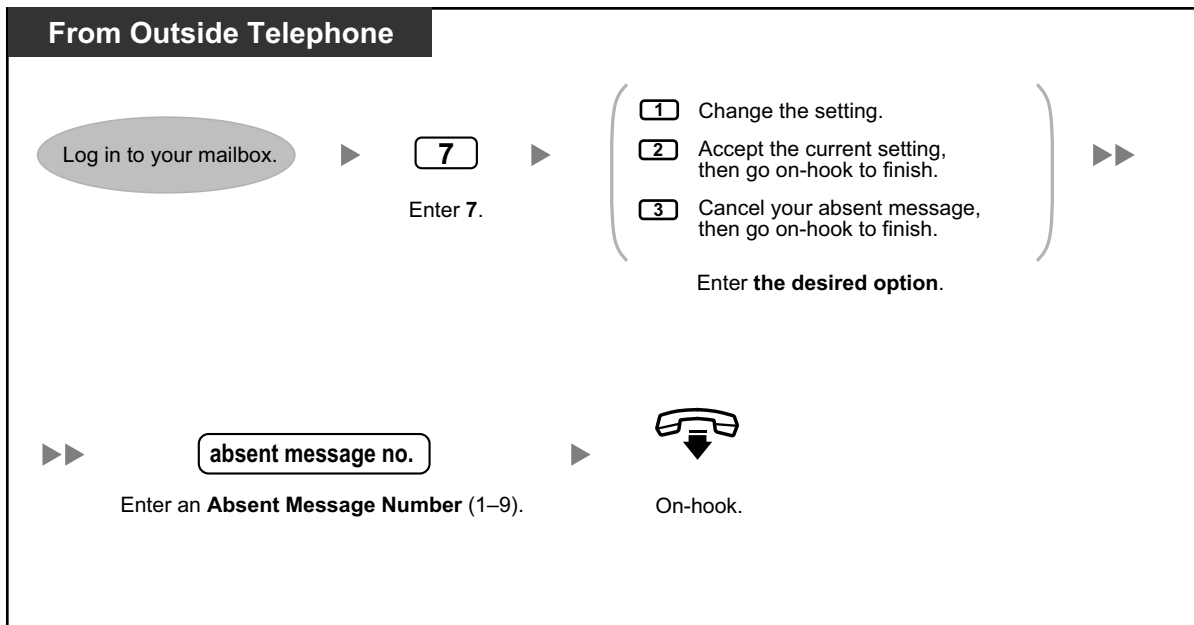 From Outside Telephone
Log in to your mailbox.
7
Enter 7.
1 Change the setting.
2 Accept the current setting,
then go on-hook to finish.
3 Cancel your absent message,
then go on-hook to finish.
Enter the desired option.
absent message no.
Enter an Absent Message Number (1–9).
On-hook.